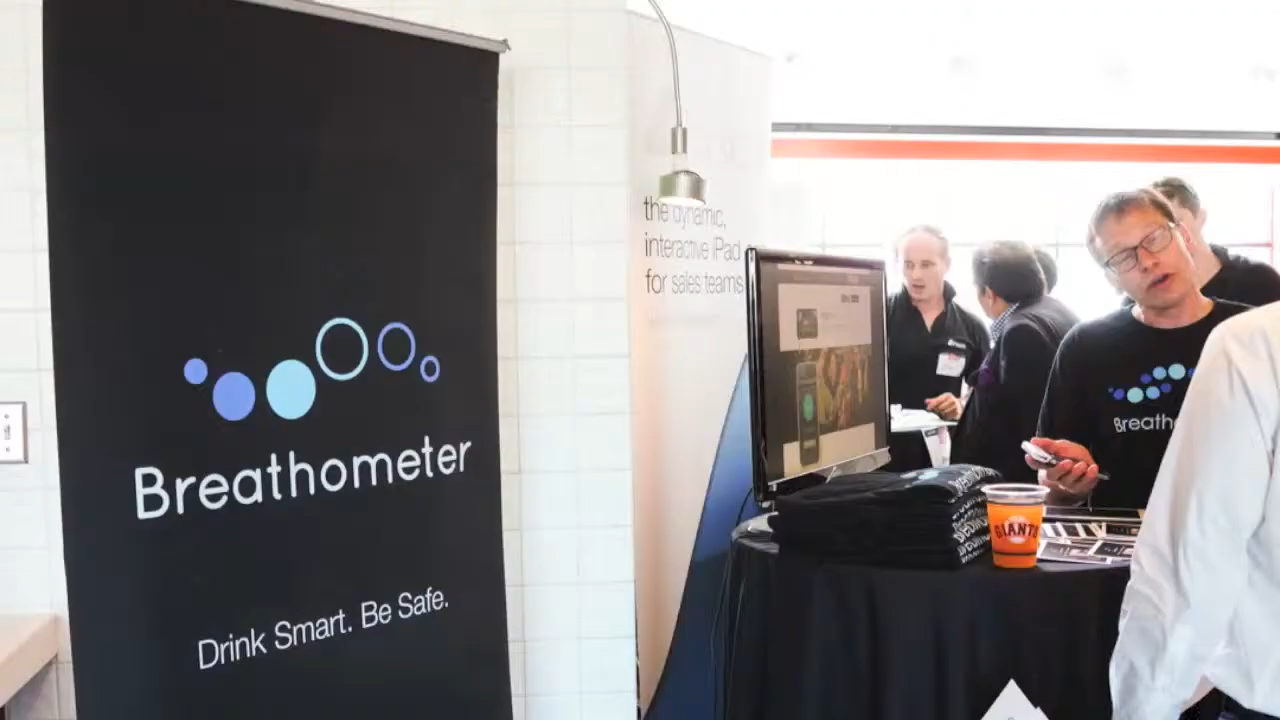 Breathometer
Drink Smart. Be Safe.
the dynamic,
interactive iPad
for sales teams
GIANTS
Breath